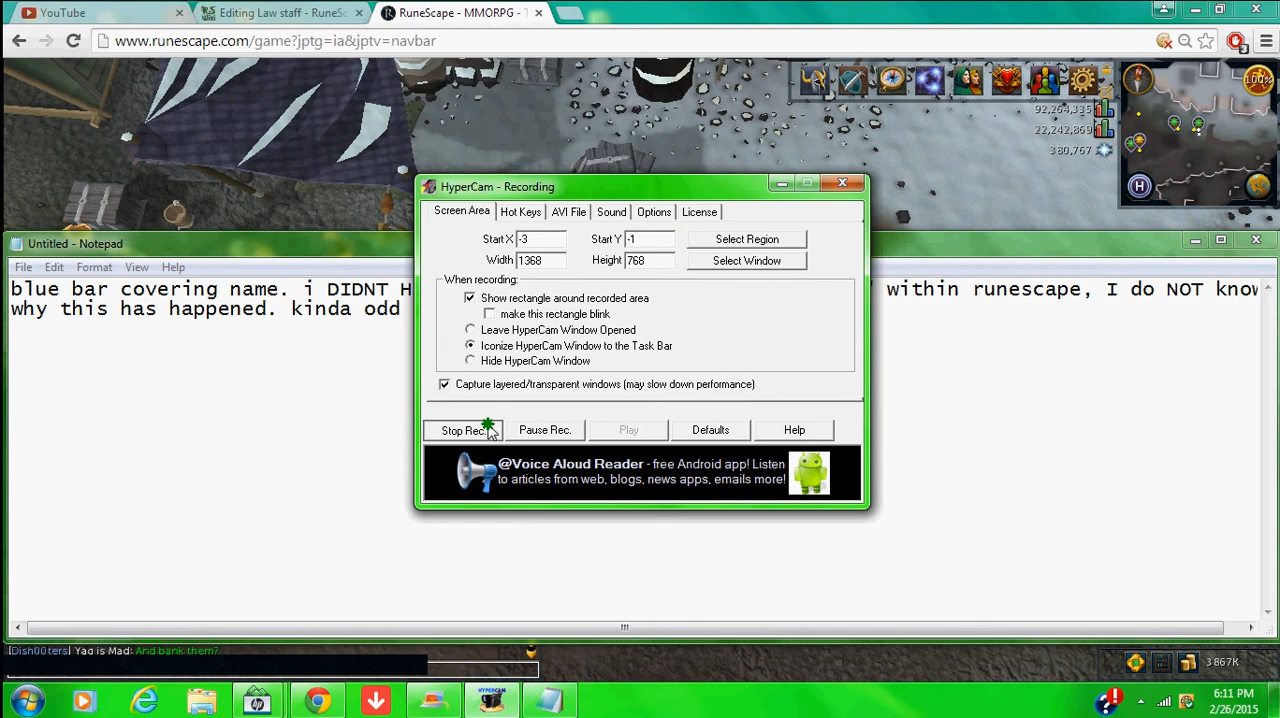 YouTube
Editing Law staff - RuneSc
RuneScape - MMORPG - T
www.runescape.com/game?jptg=ia&jptv=navbar
3
100%
92,264,335
22,242,869
380,767
H
HyperCam - Recording
Screen Area
Hot Keys
AVI File
Sound
Options
License
Start X
-3
Start Y
-1
Select Region
Width
1368
Height
768
Select Window
When recording:
Show rectangle around recorded area
make this rectangle blink
Leave HyperCam Window Opened
Iconize HyperCam Window to the Task Bar
Hide HyperCam Window
Capture layered/transparent windows (may slow down performance)
Stop Rec.
Pause Rec.
Play
Defaults
Help
@Voice Aloud Reader - free Android app! Listen
to articles from web, blogs, news apps, emails more!
Untitled - Notepad
File Edit Format View Help
blue bar covering name. i DIDNT H within runescape, I do NOT know
why this has happened. kinda odd
[Dish00ters] Yaq is Mad: And bank them?
3 867K
hp
HYPERCAM
6:11 PM
2/26/2015